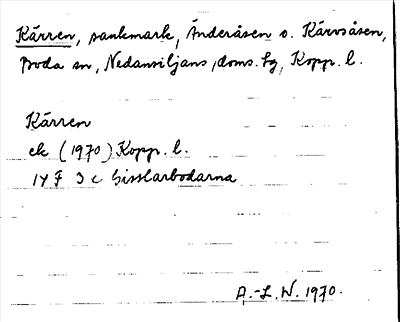 Kärren, sankmark, Änderåsen o. Kärvsåsen,
Boda sn, Nedansiljans, doms. hg, Kopp. l.
Kärren
ek (1970) Kopp. l.
14 F 3 c Gisslarbodarna
A.-L. N. 1970.